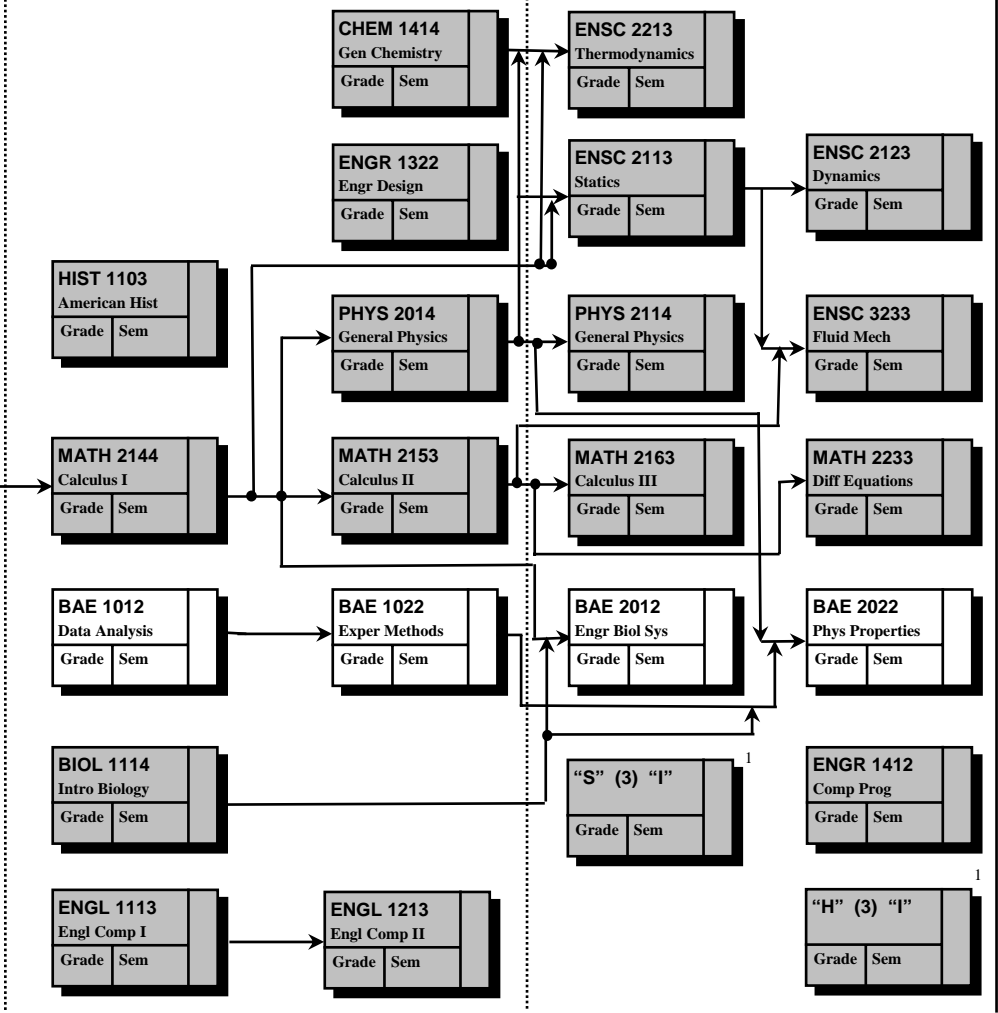 CHEM 1414
Gen Chemistry
Grade Sem
ENSC 2213
Thermodynamics
Grade Sem
ENGR 1322
Engr Design
Grade Sem
ENSC 2113
Statics
Grade Sem
ENSC 2123
Dynamics
Grade Sem
HIST 1103
American Hist
Grade Sem
PHYS 2014
General Physics
Grade Sem
PHYS 2114
General Physics
Grade Sem
ENSC 3233
Fluid Mech
Grade Sem
MATH 2144
Calculus I
Grade Sem
MATH 2153
Calculus II
Grade Sem
MATH 2163
Calculus III
Grade Sem
MATH 2233
Diff Equations
Grade Sem
BAE 1012
Data Analysis
Grade Sem
BAE 1022
Exper Methods
Grade Sem
BAE 2012
Engr Biol Sys
Grade Sem
BAE 2022
Phys Properties
Grade Sem
BIOL 1114
Intro Biology
Grade Sem
1
“S” (3) “I”
Grade Sem
ENGR 1412
Comp Prog
Grade Sem
ENGL 1113
Engl Comp I
Grade Sem
ENGL 1213
Engl Comp II
Grade Sem
1
“H” (3) “I”
Grade Sem